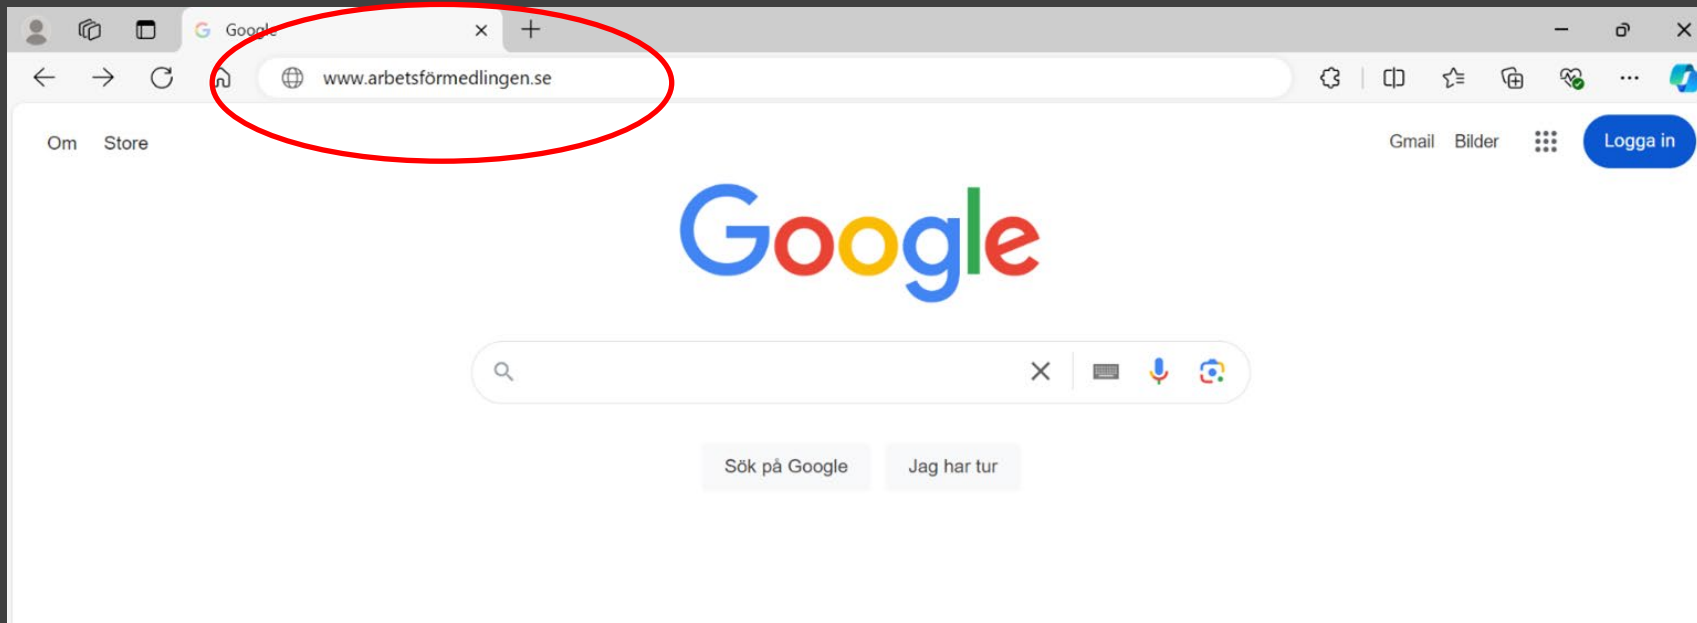 Google
www.arbetsförmedlingen.se
Om Store
Gmail Bilder Logga in
Google
Sök på Google Jag har tur